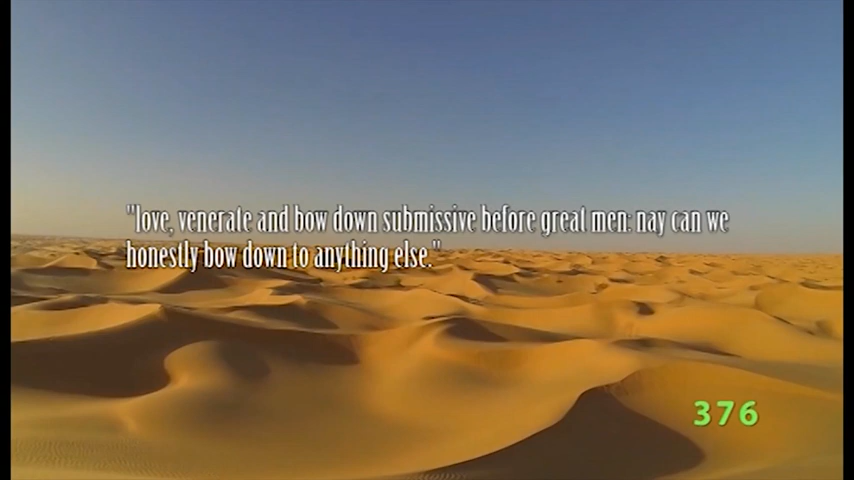 "love, venerate and bow down submissive before great men: nay can we
honestly bow down to anything else."
376